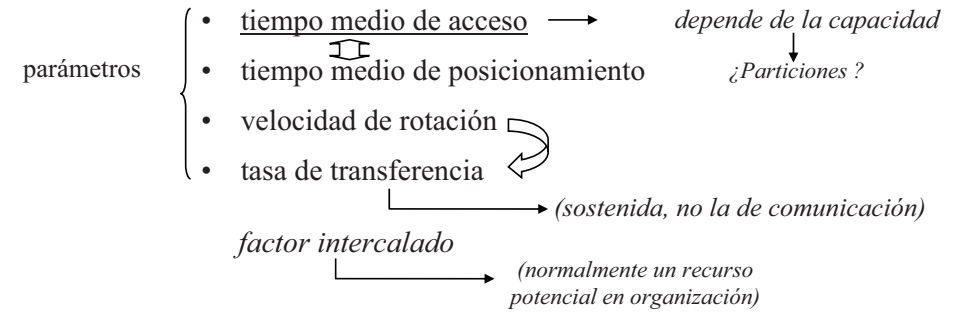 • tiempo medio de acceso
depende de la capacidad
parámetros
• tiempo medio de posicionamiento
¿Particiones ?
• velocidad de rotación
• tasa de transferencia
(sostenida, no la de comunicación)
factor intercalado
(normalmente un recurso
potencial en organización)